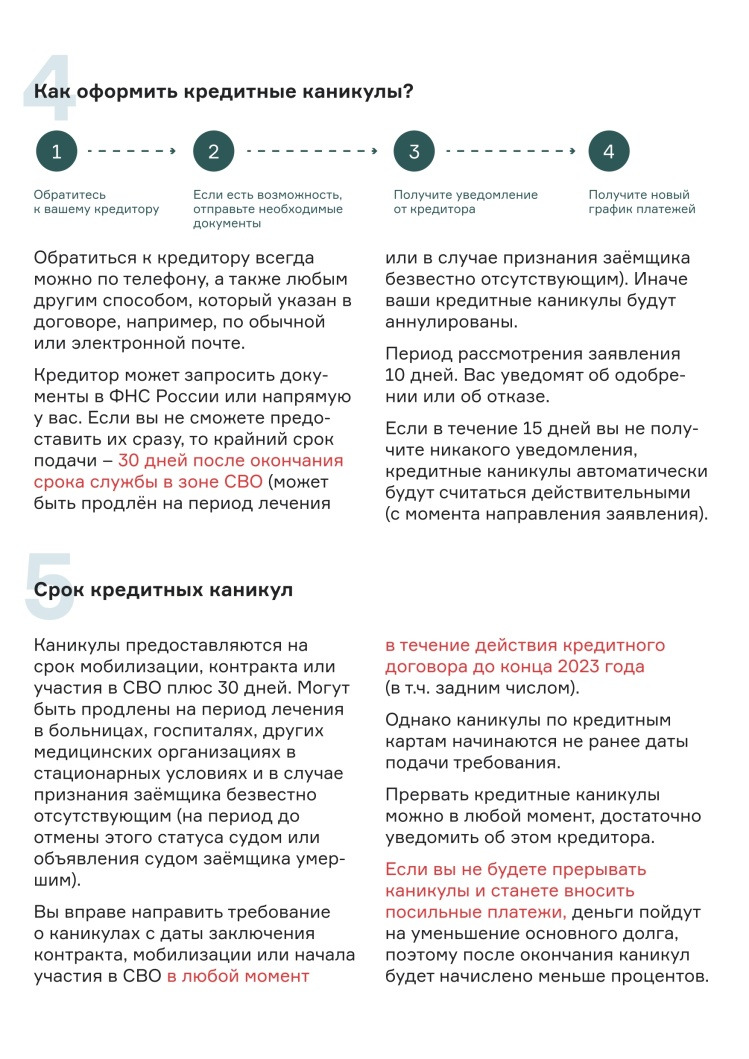 4
Как оформить кредитные каникулы?
1
2
3
4
Обратитесь
к вашему кредитору
Если есть возможность,
отправьте необходимые
документы
Получите уведомление
от кредитора
Получите новый
график платежей
Обратиться к кредитору всегда
можно по телефону, а также любым
другим способом, который указан в
договоре, например, по обычной
или электронной почте.
Кредитор может запросить доку-
менты в ФНС России или напрямую
у вас. Если вы не сможете предо-
ставить их сразу, то крайний срок
подачи – 30 дней после окончания
срока службы в зоне СВО (может
быть продлён на период лечения
или в случае признания заёмщика
безвестно отсутствующим). Иначе
ваши кредитные каникулы будут
аннулированы.
Период рассмотрения заявления
10 дней. Вас уведомят об одобре-
нии или об отказе.
Если в течение 15 дней вы не полу-
чите никакого уведомления,
кредитные каникулы автоматически
будут считаться действительными
(с момента направления заявления).
5
Срок кредитных каникул
Каникулы предоставляются на
срок мобилизации, контракта или
участия в СВО плюс 30 дней. Могут
быть продлены на период лечения
в больницах, госпиталях, других
медицинских организациях в
стационарных условиях и в случае
признания заёмщика безвестно
отсутствующим (на период до
отмены этого статуса судом или
объявления судом заёмщика умер-
шим).
Вы вправе направить требование
о каникулах с даты заключения
контракта, мобилизации или начала
участия в СВО в любой момент
в течение действия кредитного
договора до конца 2023 года
(в т.ч. задним числом).
Однако каникулы по кредитным
картам начинаются не ранее даты
подачи требования.
Прервать кредитные каникулы
можно в любой момент, достаточно
уведомить об этом кредитора.
Если вы не будете прерывать
каникулы и станете вносить
посильные платежи, деньги пойдут
на уменьшение основного долга,
поэтому после окончания каникул
будет начислено меньше процентов.